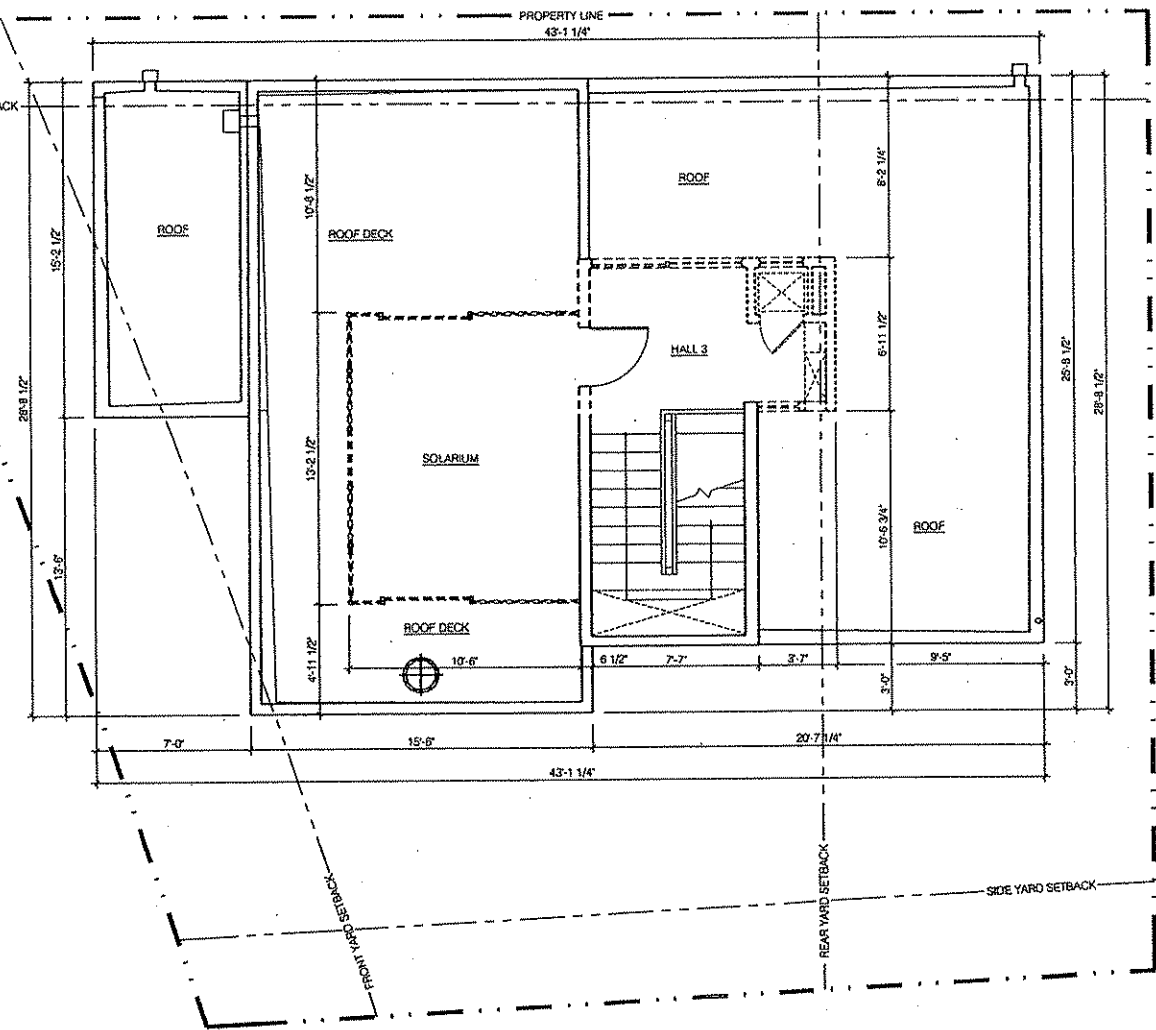 PROPERTY LINE
43'-1 1/4"
ACK
ROOF
15'-2 1/2"
28'-8 1/2"
13'-6"
10'-8 1/2"
ROOF DECK
ROOF
8'-2 1/4"
HALL 3
6'-11 1/2"
25'-8 1/2"
28'-8 1/2"
13'-2 1/2"
SOLARIUM
10'-6 3/4"
ROOF
ROOF DECK
4'-11 1/2"
10'-6"
6 1/2"
7'-7"
3'-7"
9'-5"
3'-0"
3'-0"
7'-0"
15'-6"
20'-7 1/4"
43'-1 1/4"
FRONT YARD SETBACK
REAR YARD SETBACK
SIDE YARD SETBACK